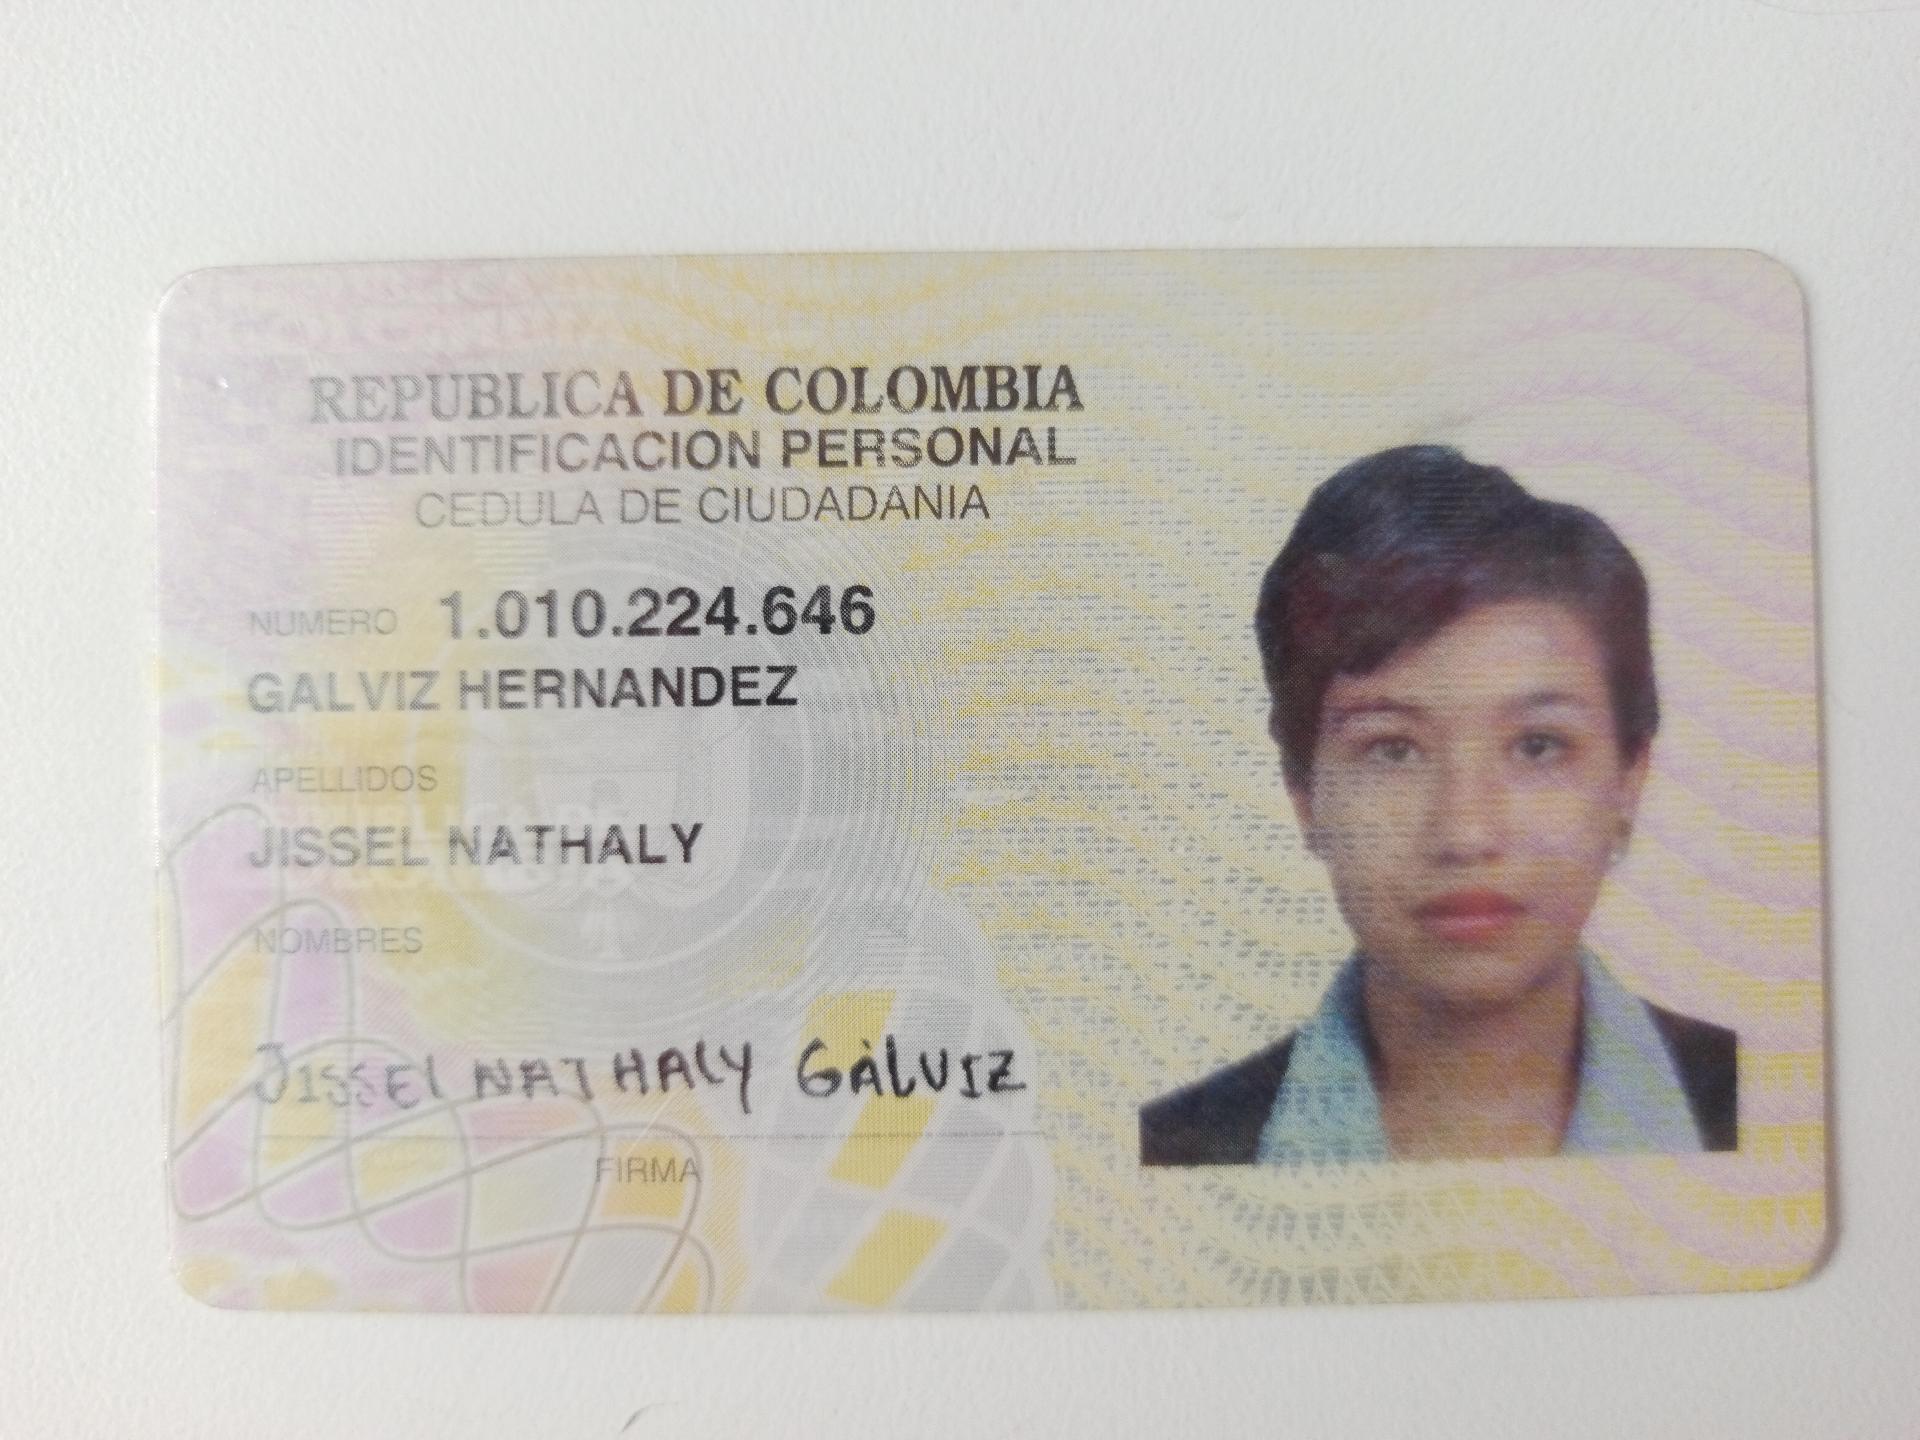 REPUBLICA DE COLOMBIA
IDENTIFICACION PERSONAL
CEDULA DE CIUDADANIA
NUMERO 1.010.224.646
GALVIZ HERNANDEZ
APELLIDOS
JISSEL NATHALY
NOMBRES
JISSEl NATHALY GÀLVIZ
FIRMA